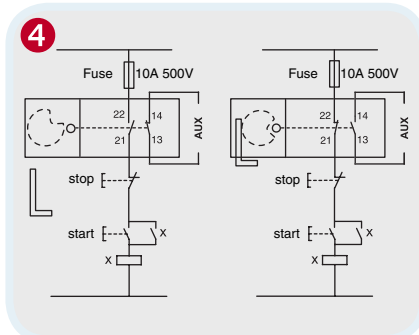 4
Fuse 10A 500V
22 14
21 13
AUX
stop
start X
X
Fuse 10A 500V
22 14
21 13
AUX
stop
start X
X